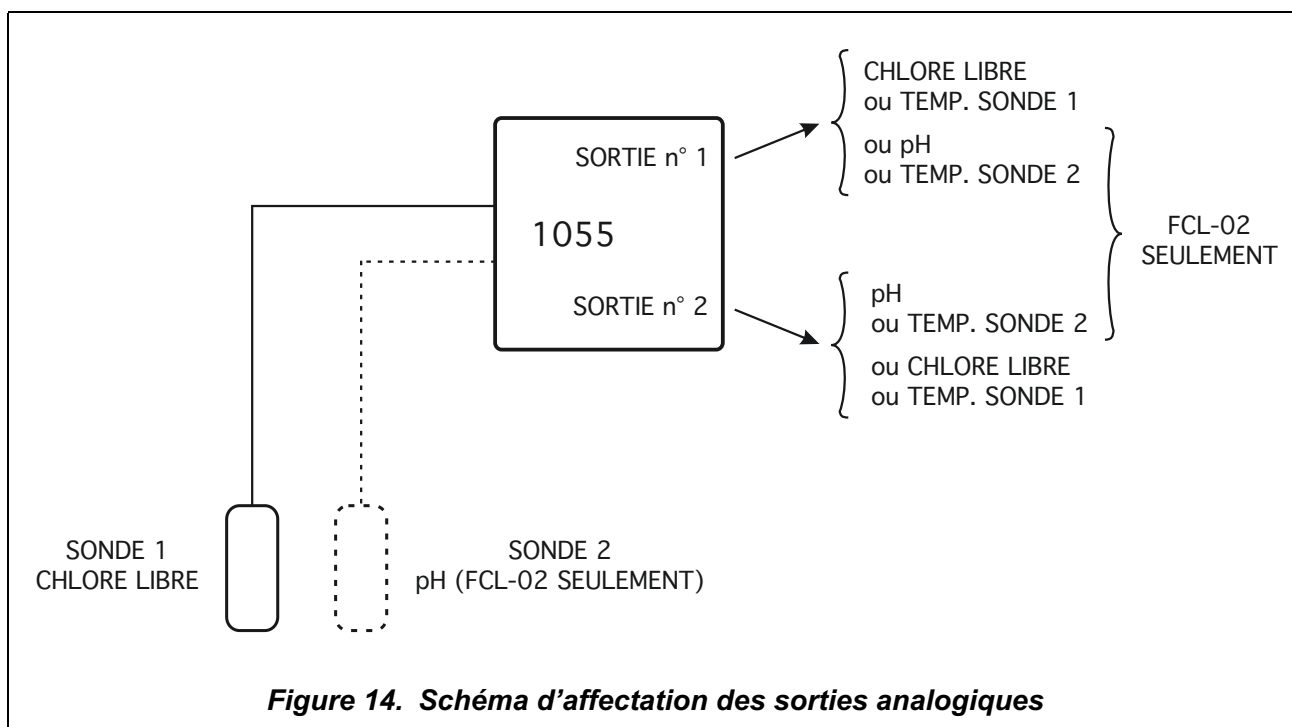 CHLORE LIBRE
ou TEMP. SONDE 1
ou pH
ou TEMP. SONDE 2
SORTIE n° 1
1055
SORTIE n° 2
FCL-02
SEULEMENT
pH
ou TEMP. SONDE 2
ou CHLORE LIBRE
ou TEMP. SONDE 1
SONDE 1
CHLORE LIBRE
SONDE 2
pH (FCL-02 SEULEMENT)
Figure 14. Schéma d’affectation des sorties analogiques